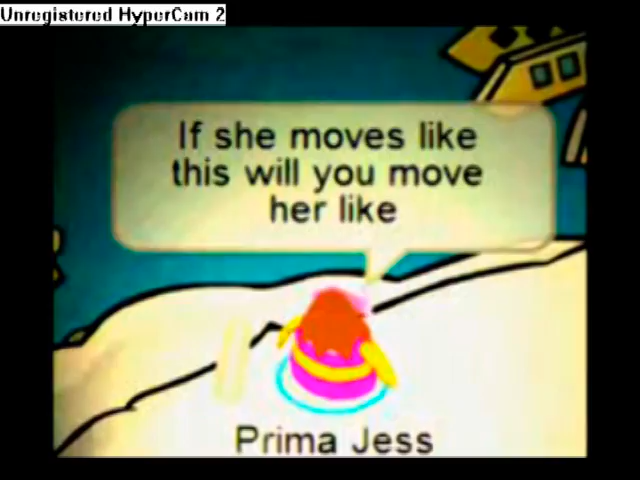 Unregistered HyperCam 2
If she moves like
this will you move
her like
Prima Jess